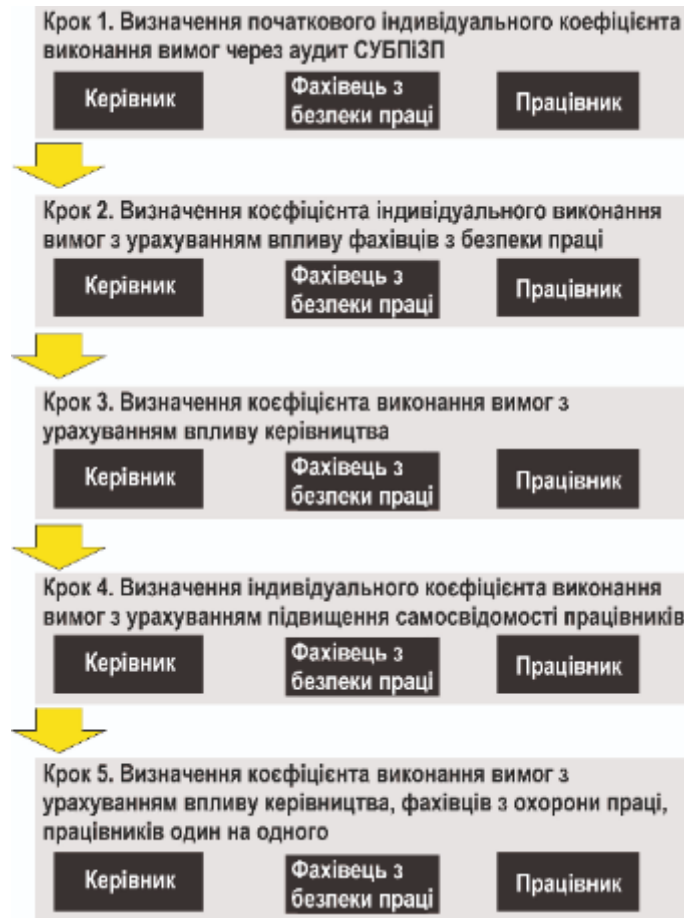 Крок 1. Визначення початкового індивідуального коефіцієнта
виконання вимог через аудит СУБПіЗП
Керівник
Фахівець з
безпеки праці
Працівник
Крок 2. Визначення коєфіцієнта індивідуального виконання
вимог з урахуванням впливу фахівців з безпеки праці
Керівник
Фахівець з
безпеки праці
Працівник
Крок 3. Визначення коєфіцієнта виконання вимог з
урахуванням впливу керівництва
Керівник
Фахівець з
безпеки праці
Працівник
Крок 4. Визначення індивідуального коєфіцієнта виконання
вимог з урахуванням підвищення самосвідомості працівників
Керівник
Фахівець з
безпеки праці
Працівник
Крок 5. Визначення коєфіцієнта виконання вимог з
урахуванням впливу керівництва, фахівців з охорони праці,
працівників один на одного
Керівник
Фахівець з
безпеки праці
Працівник